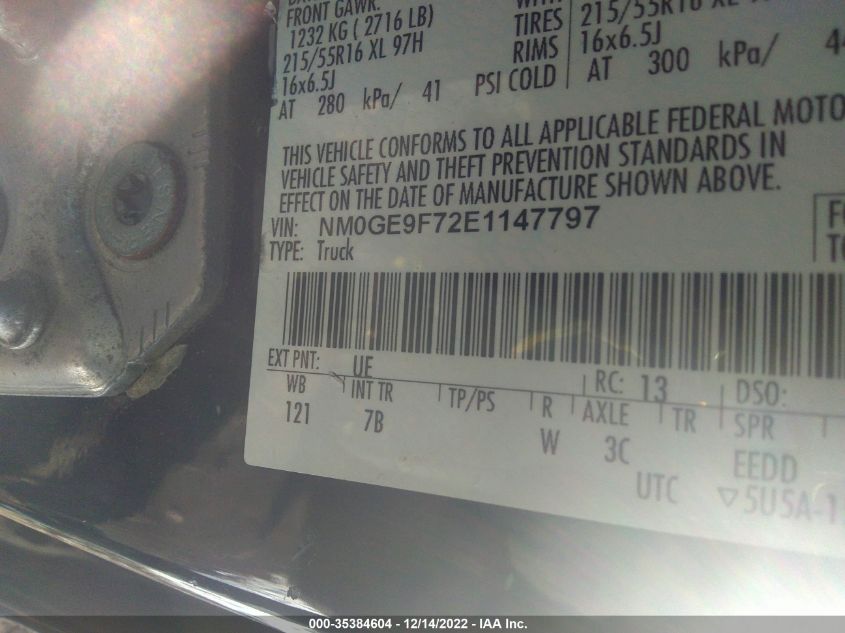 FRONT GAWR:
1232 KG ( 2716 LB)
215/55R16 XL 97H
16x6.5J
AT 280 kPa/ 41 PSI COLD
TIRES 215/55R16 XL
RIMS 16x6.5J
AT 300 kPa/ 44
THIS VEHICLE CONFORMS TO ALL APPLICABLE FEDERAL MOTO
VEHICLE SAFETY AND THEFT PREVENTION STANDARDS IN
EFFECT ON THE DATE OF MANUFACTURE SHOWN ABOVE.
VIN: NM0GE9F72E1147797
TYPE: Truck
EXT PNT: UE RC: 13 DSO:
WB INT TR TP/PS R AXLE TR SPR
121 7B W 3C EEDD
UTC ▽5U5A-1
000-35384604 - 12/14/2022 - IAA Inc.